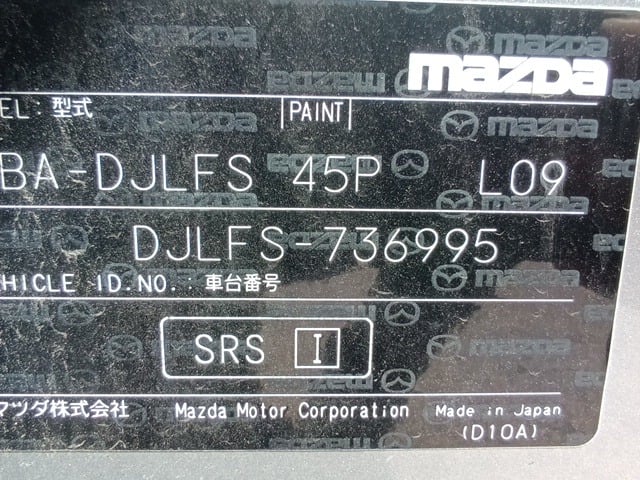 mazda
EL: 型式 PAINT
BA-DJLFS 45P L09
DJLFS-736995
HICLE ID.NO.: 車台番号
SRS I
マツダ株式会社 Mazda Motor Corporation Made in Japan
(D10A)